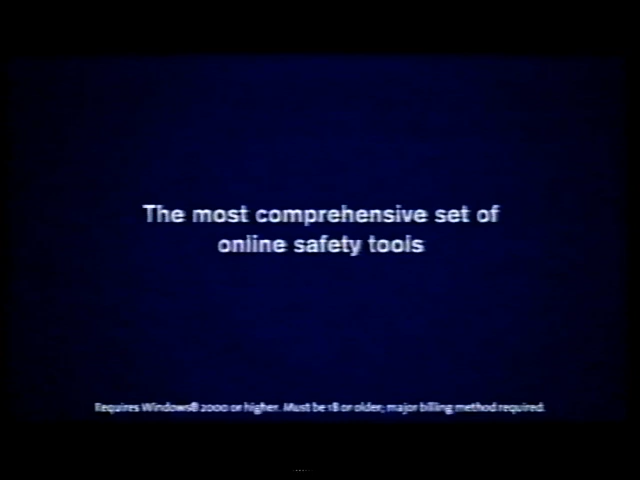 The most comprehensive set of
online safety tools
Requires Windows® 2000 or higher. Must be 18 or older; major billing method required.